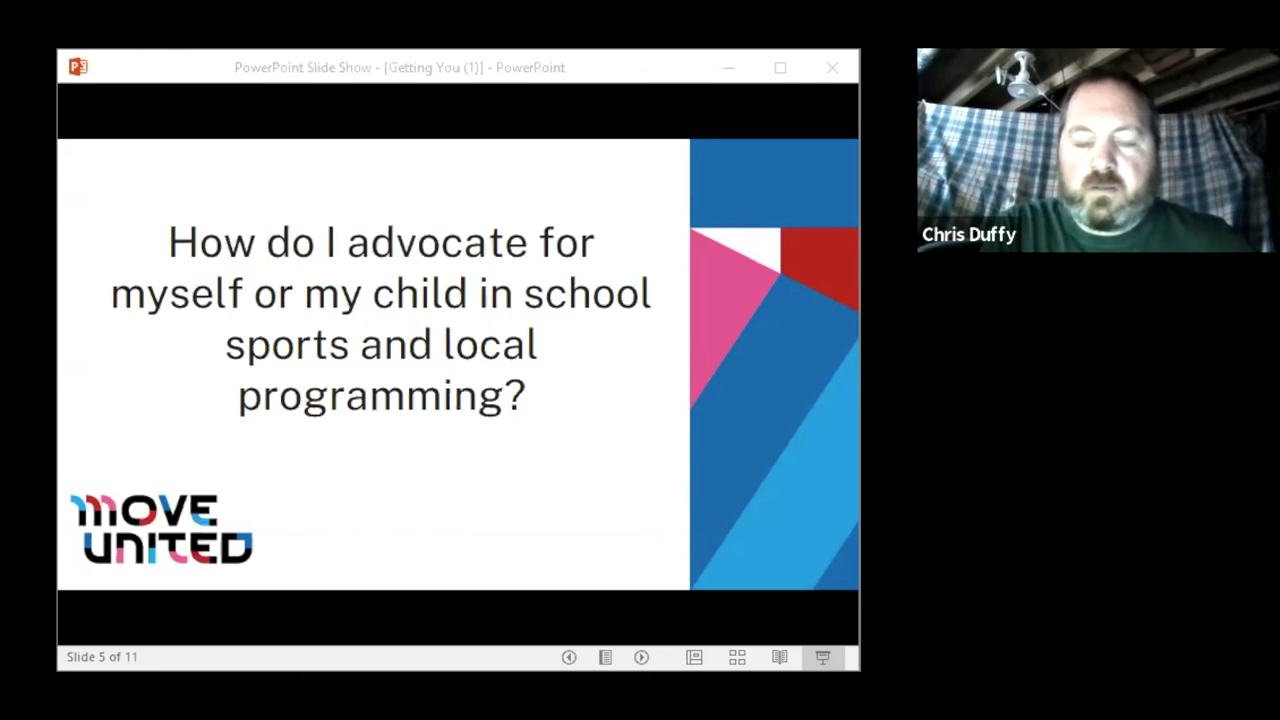 PowerPoint Slide Show - [Getting You (1)] - PowerPoint
How do I advocate for
myself or my child in school
sports and local
programming?
MOVE
UNITED
Slide 5 of 11
Chris Duffy